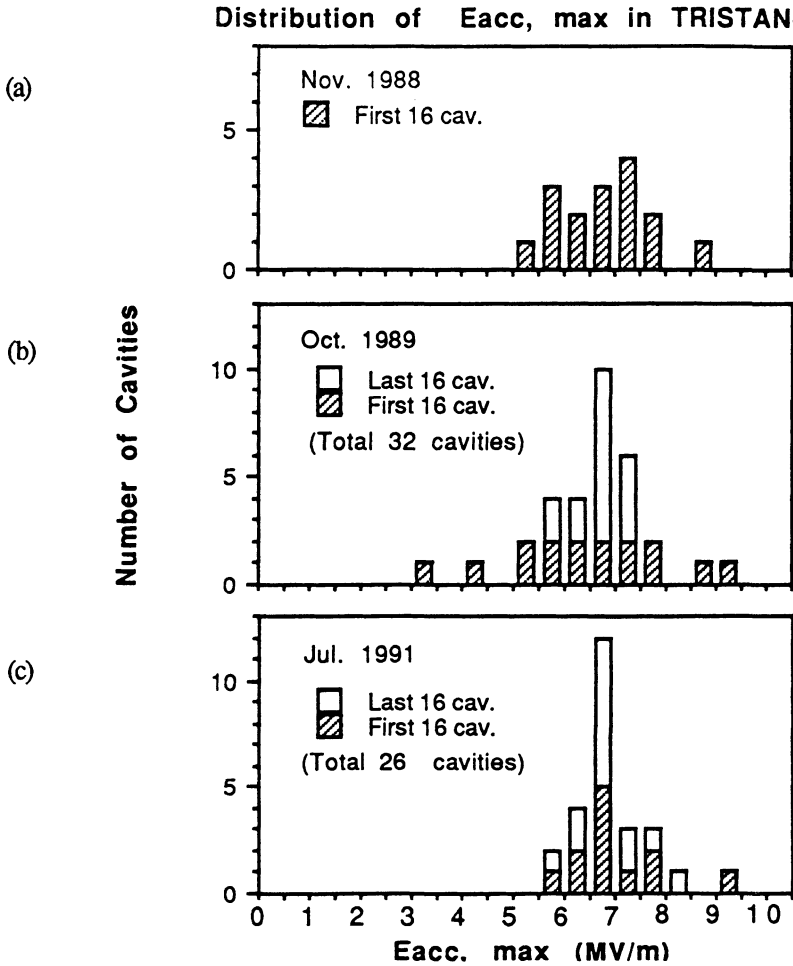 Distribution of Eacc, max in TRISTAN
(a)
Nov. 1988
First 16 cav.
5
0
(b)
Oct. 1989
Last 16 cav.
First 16 cav.
(Total 32 cavities)
10
5
0
Number of Cavities
(c)
Jul. 1991
Last 16 cav.
First 16 cav.
(Total 26 cavities)
10
5
0
0 1 2 3 4 5 6 7 8 9 10
Eacc, max (MV/m)